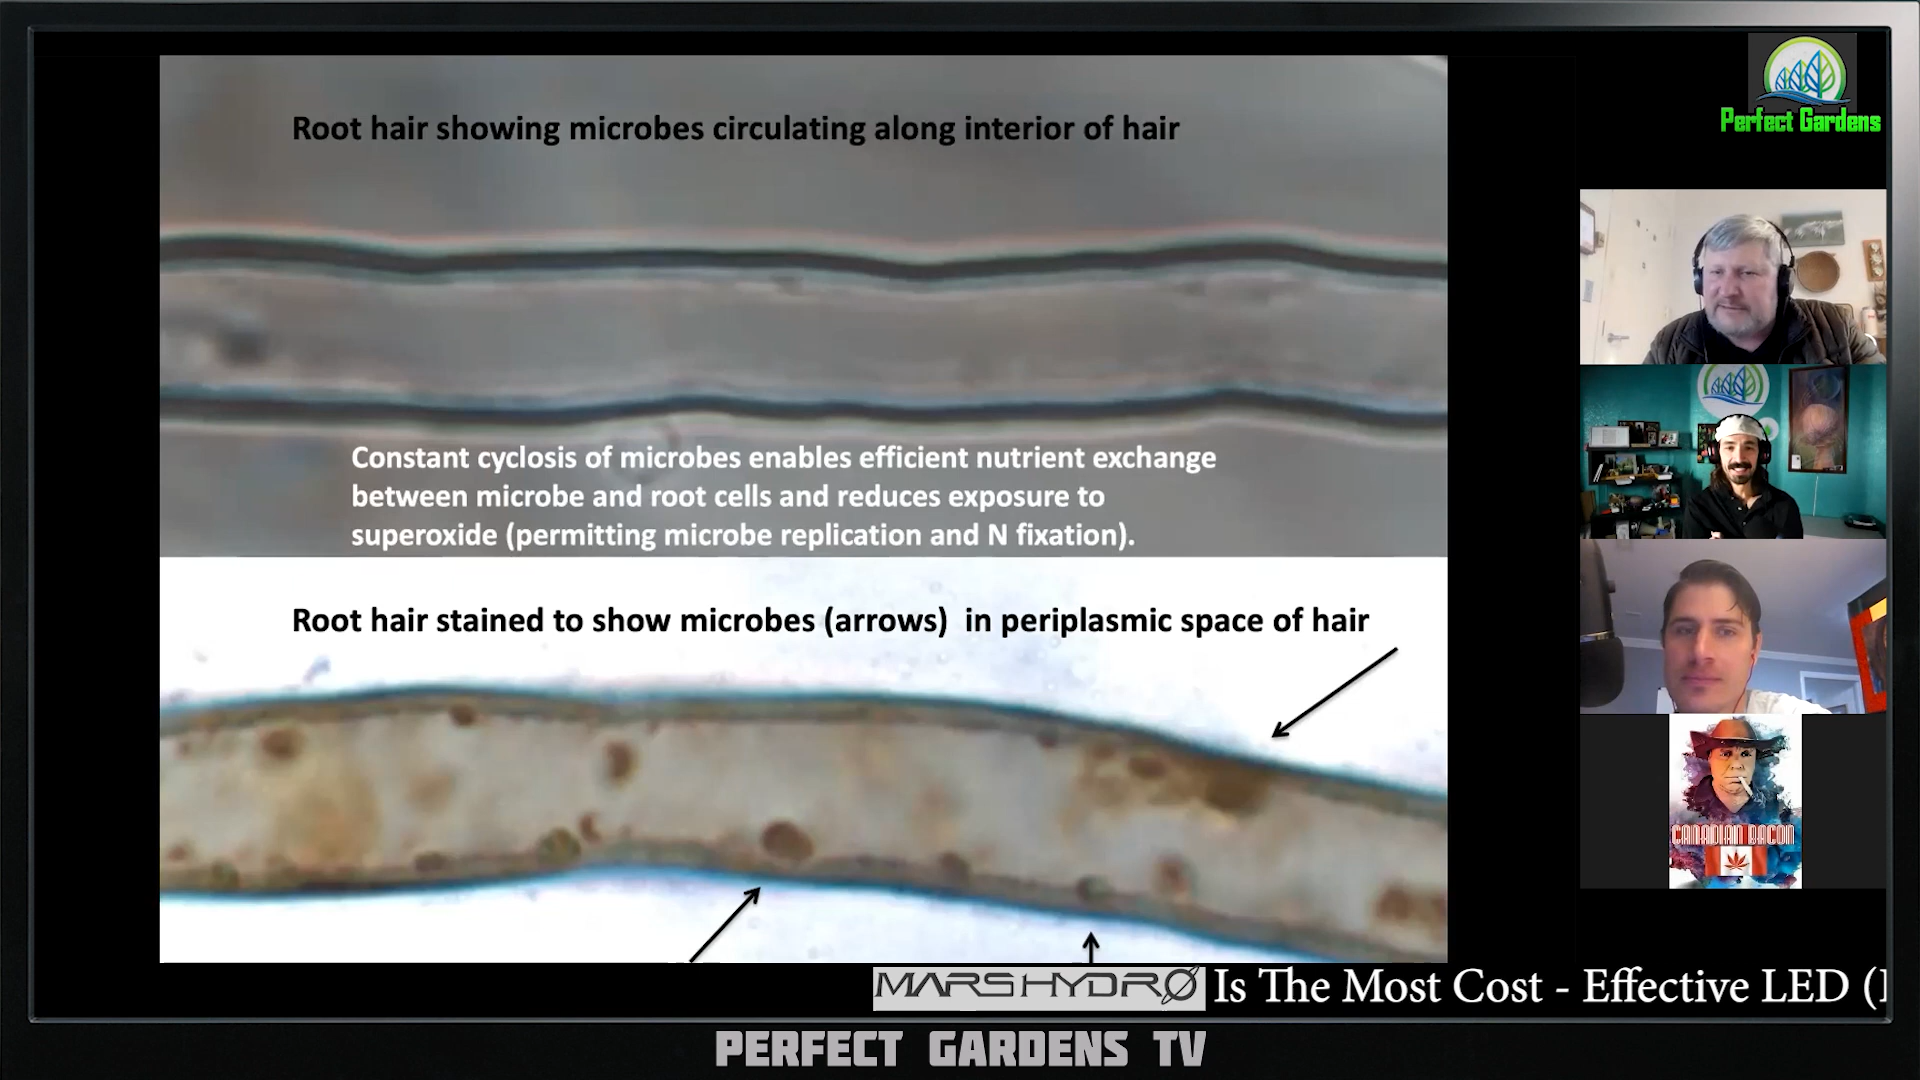 Perfect Gardens
Root hair showing microbes circulating along interior of hair
Constant cyclosis of microbes enables efficient nutrient exchange
between microbe and root cells and reduces exposure to
superoxide (permitting microbe replication and N fixation).
Root hair stained to show microbes (arrows) in periplasmic space of hair
CANADIAN BACON
MARS HYDRO Is The Most Cost - Effective LED (
PERFECT GARDENS TV